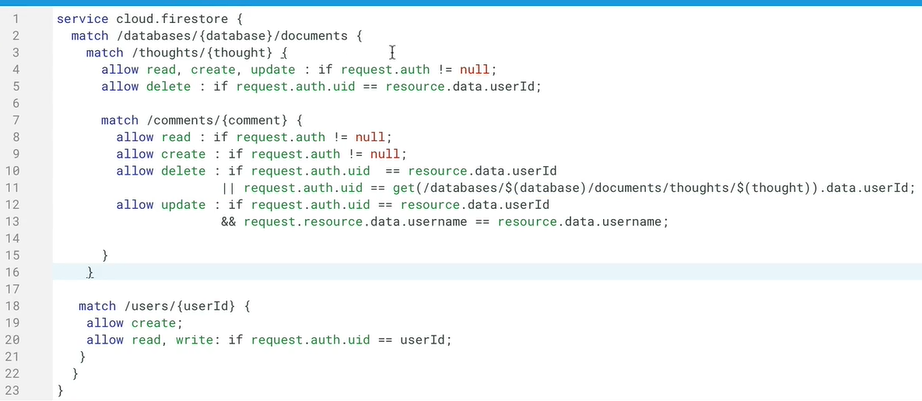 1 service cloud.firestore {
2 match /databases/{database}/documents {
3 match /thoughts/{thought} {
4 allow read, create, update : if request.auth != null;
5 allow delete : if request.auth.uid == resource.data.userId;
6
7 match /comments/{comment} {
8 allow read : if request.auth != null;
9 allow create : if request.auth != null;
10 allow delete : if request.auth.uid  == resource.data.userId
11 || request.auth.uid == get(/databases/$(database)/documents/thoughts/$(thought)).data.userId;
12 allow update : if request.auth.uid == resource.data.userId
13 && request.resource.data.username == resource.data.username;
14
15 }
16 }
17
18 match /users/{userId} {
19 allow create;
20 allow read, write: if request.auth.uid == userId;
21 }
22 }
23 }